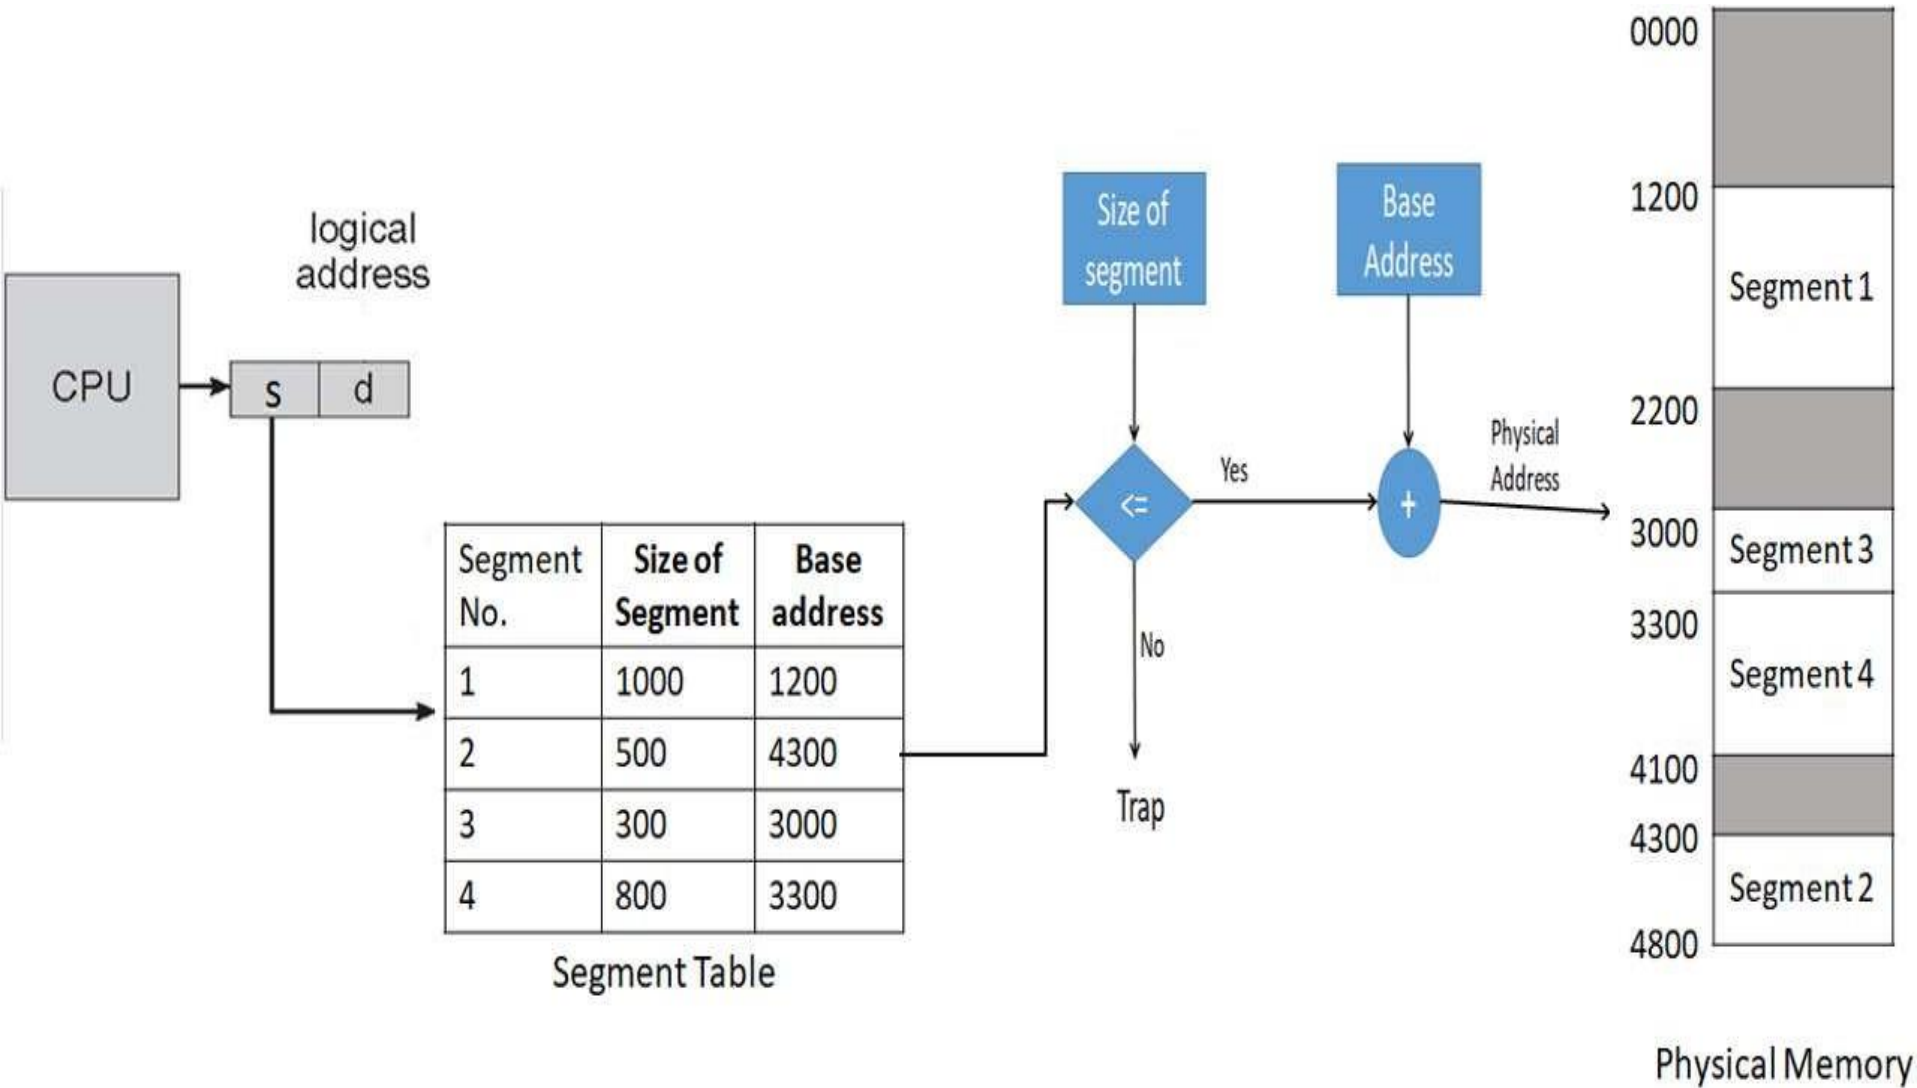 logical
address
CPU
s d
Segment No. Size of Segment Base address
1 1000 1200
2 500 4300
3 300 3000
4 800 3300
Segment Table
Size of
segment
Base
Address
<=
Yes
No
Trap
+
Physical
Address
0000
1200
Segment 1
2200
3000
Segment 3
3300
Segment 4
4100
4300
Segment 2
4800
Physical Memory